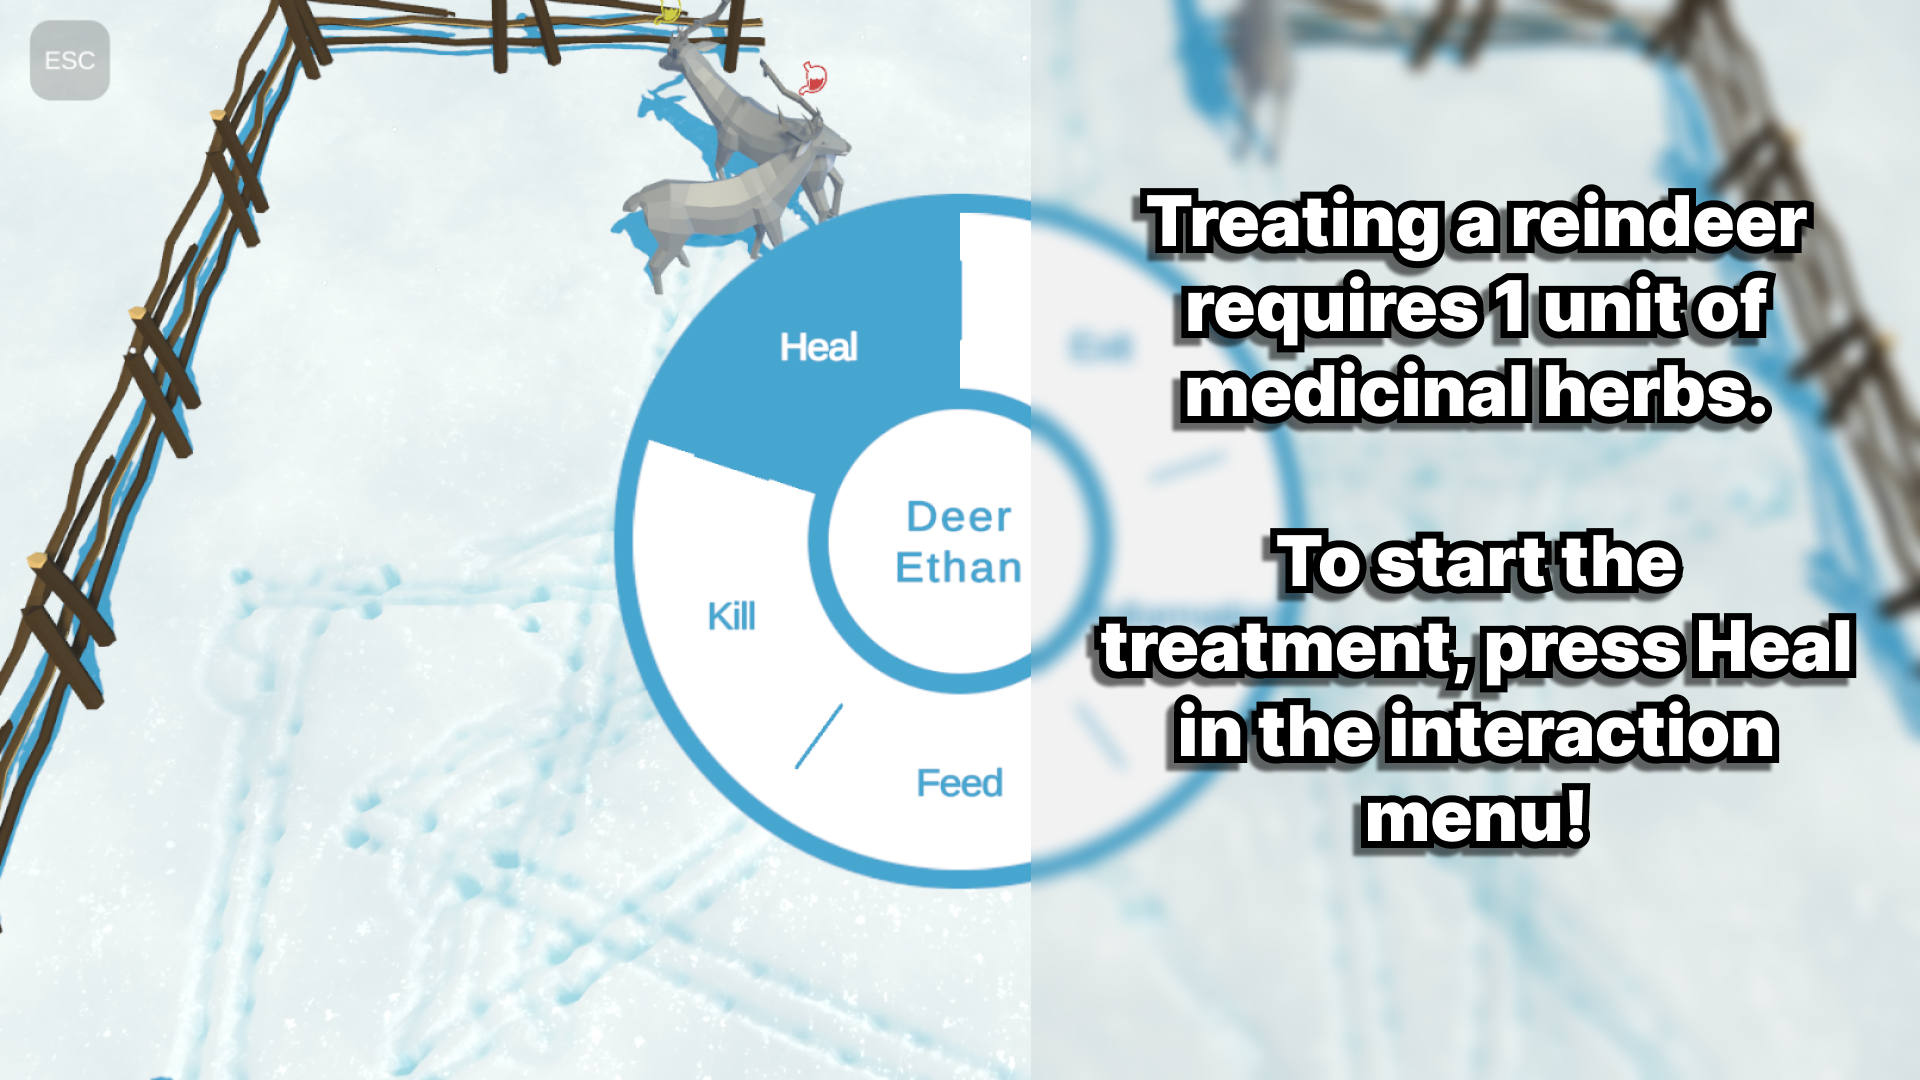 ESC
Heal
Exit
Deer
Ethan
Kill
Feed
Treating a reindeer
requires 1 unit of
medicinal herbs.
To start the
treatment, press Heal
in the interaction
menu!